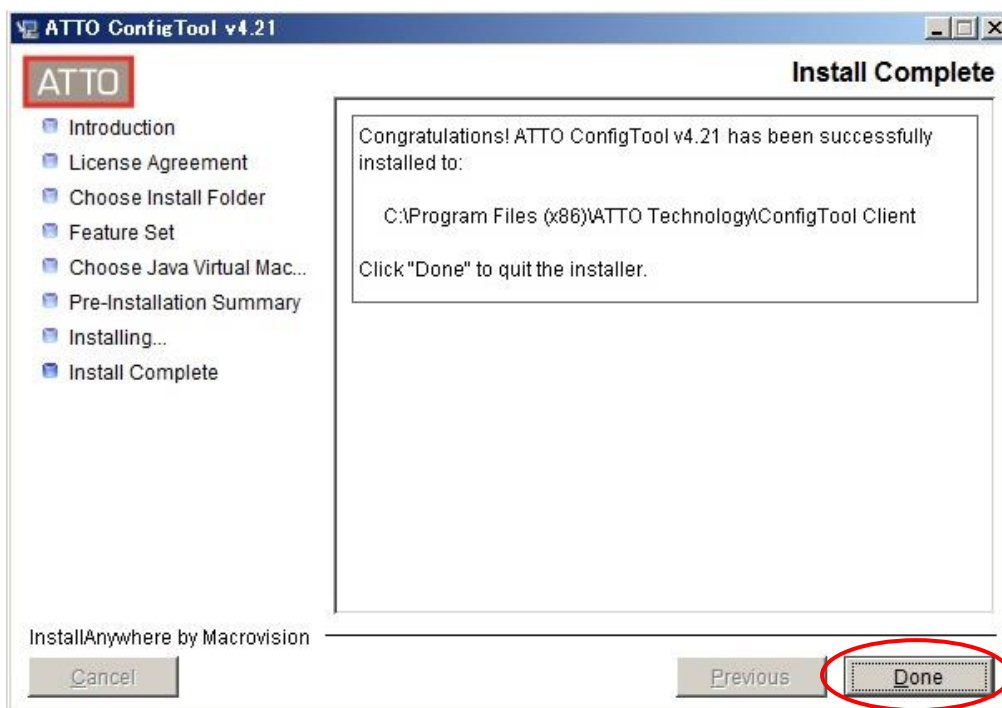 ATTO ConfigTool v4.21
Install Complete
ATTO
Introduction
License Agreement
Choose Install Folder
Feature Set
Choose Java Virtual Mac...
Pre-Installation Summary
Installing...
Install Complete
Congratulations! ATTO ConfigTool v4.21 has been successfully
installed to:
C:\Program Files (x86)\ATTO Technology\ConfigTool Client
Click "Done" to quit the installer.
InstallAnywhere by Macrovision
Cancel
Previous
Done